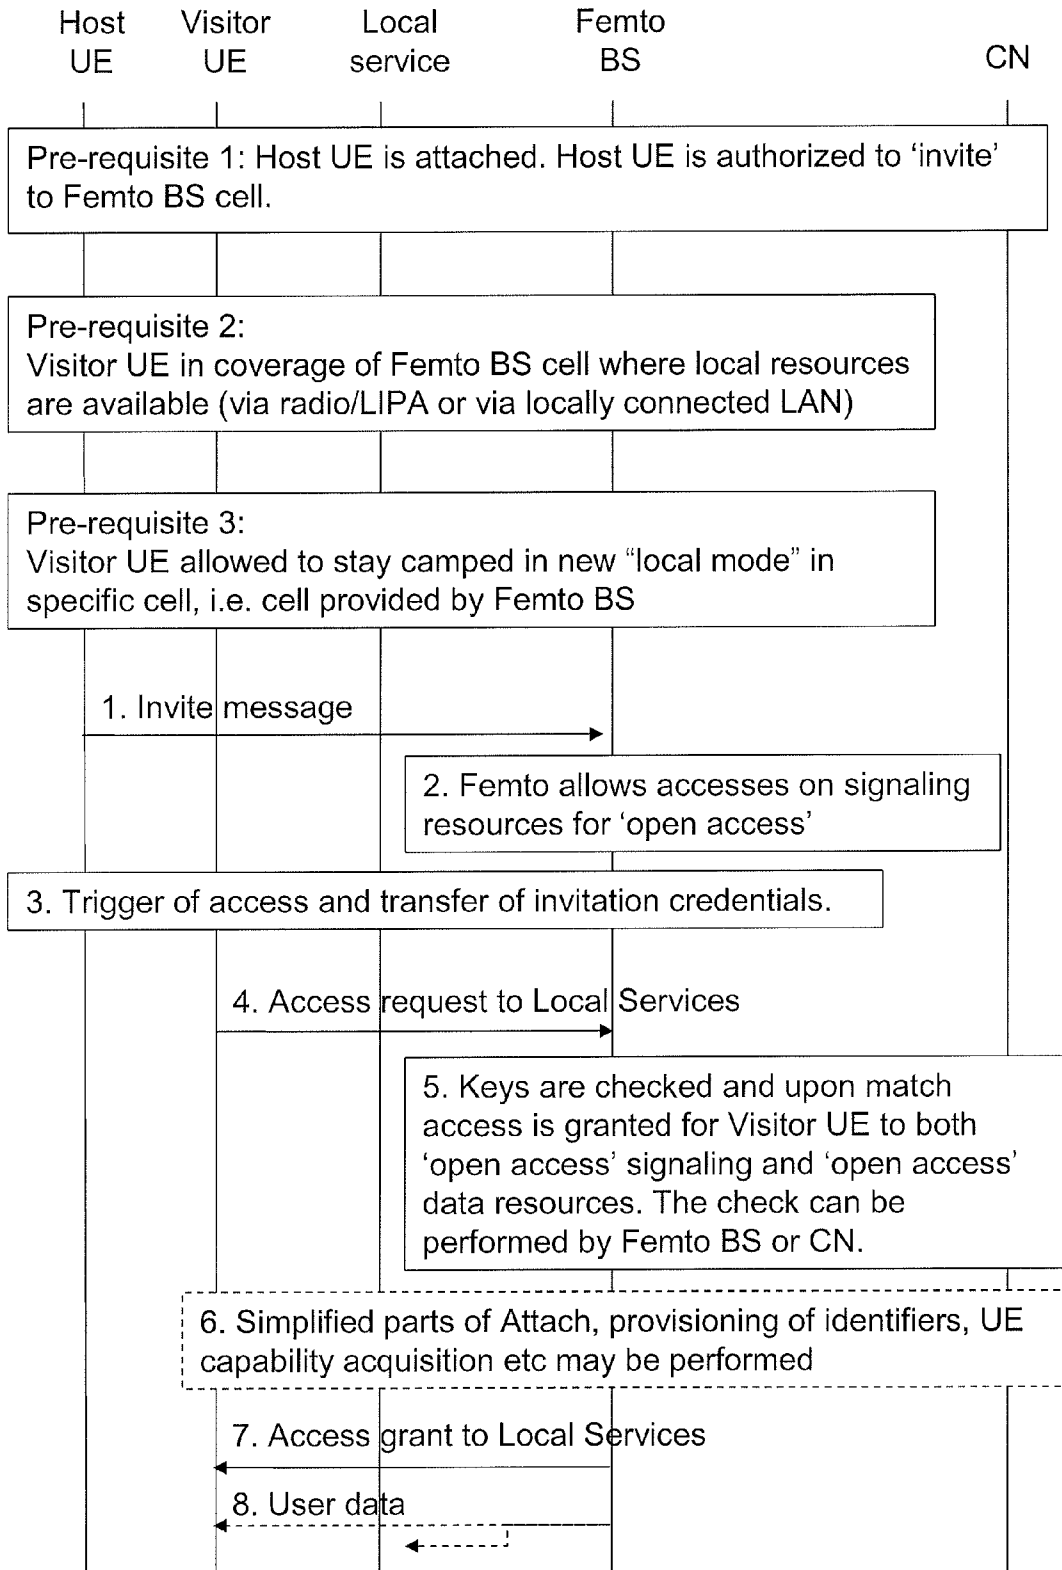 Host UE
Visitor UE
Local service
Femto BS
CN
Pre-requisite 1: Host UE is attached. Host UE is authorized to ‘invite’
to Femto BS cell.
Pre-requisite 2:
Visitor UE in coverage of Femto BS cell where local resources
are available (via radio/LIPA or via locally connected LAN)
Pre-requisite 3:
Visitor UE allowed to stay camped in new “local mode” in
specific cell, i.e. cell provided by Femto BS
1. Invite message
2. Femto allows accesses on signaling
resources for ‘open access’
3. Trigger of access and transfer of invitation credentials.
4. Access request to Local Services
5. Keys are checked and upon match
access is granted for Visitor UE to both
‘open access’ signaling and ‘open access’
data resources. The check can be
performed by Femto BS or CN.
6. Simplified parts of Attach, provisioning of identifiers, UE
capability acquisition etc may be performed
7. Access grant to Local Services
8. User data